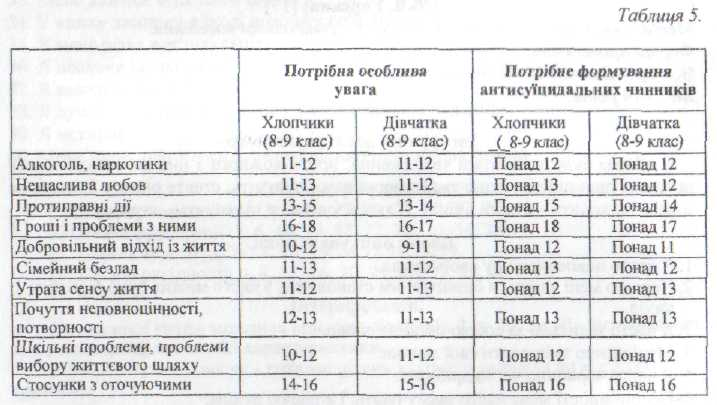 Таблиця 5.
Потрібна особлива увага | Потрібне формування антисуїцидальних чинників
Хлопчики (8-9 клас) | Дівчатка (8-9 клас) | Хлопчики (_8-9 клас) | Дівчатка (8-9 клас)
Алкоголь, наркотики | 11-12 | 11-12 | Понад 12 | Понад 12
Нещаслива любов | 11-13 | 11-12 | Понад 13 | Понад 12
Протиправні дії | 13-15 | 13-14 | Понад 15 | Понад 14
Гроші і проблеми з ними | 16-18 | 16-17 | Понад 18 | Понад 17
Добровільний відхід із життя | 10-12 | 9-11 | Понад 12 | Понад 11
Сімейний безлад | 11-13 | 11-12 | Понад 13 | Понад 12
Утрата сенсу життя | 11-12 | 11-13 | Понад 12 | Понад 13
Почуття неповноцінності, потворності | 12-13 | 11-13 | Понад 13 | Понад 13
Шкільні проблеми, проблеми вибору життєвого шляху | 10-12 | 11-12 | Понад 12 | Понад 12
Стосунки з оточуючими | 14-16 | 15-16 | Понад 16 | Понад 16